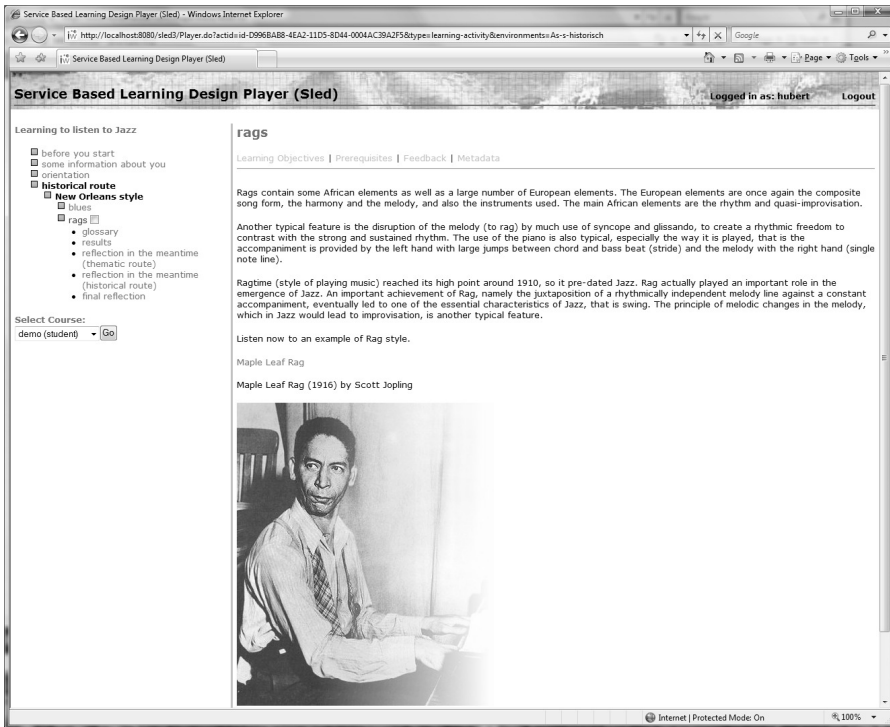 Service Based Learning Design Player (Sled) - Windows Internet Explorer
http://localhost:8080/sled3/Player.do?actid=id-D996BAB8-4EA2-11D5-8D44-0004AC39A2F5&type=learning-activity&environments=As-s-historisch
Google
Service Based Learning Design Player (Sled)
Page
Tools
Service Based Learning Design Player (Sled)
Logged in as: hubert
Logout
Learning to listen to Jazz
before you start
some information about you
orientation
historical route
New Orleans style
blues
rags
glossary
results
reflection in the meantime
(thematic route)
reflection in the meantime
(historical route)
final reflection
Select Course:
demo (student)
Go
rags
Learning Objectives | Prerequisites | Feedback | Metadata
Rags contain some African elements as well as a large number of European elements. The European elements are once again the composite
song form, the harmony and the melody, and also the instruments used. The main African elements are the rhythm and quasi-improvisation.
Another typical feature is the disruption of the melody (to rag) by much use of syncope and glissando, to create a rhythmic freedom to
contrast with the strong and sustained rhythm. The use of the piano is also typical, especially the way it is played, that is the
accompaniment is provided by the left hand with large jumps between chord and bass beat (stride) and the melody with the right hand (single
note line).
Ragtime (style of playing music) reached its high point around 1910, so it pre-dated Jazz. Rag actually played an important role in the
emergence of Jazz. An important achievement of Rag, namely the juxtaposition of a rhythmically independent melody line against a constant
accompaniment, eventually led to one of the essential characteristics of Jazz, that is swing. The principle of melodic changes in the melody,
which in Jazz would lead to improvisation, is another typical feature.
Listen now to an example of Rag style.
Maple Leaf Rag
Maple Leaf Rag (1916) by Scott Jopling
Internet | Protected Mode: On
100%